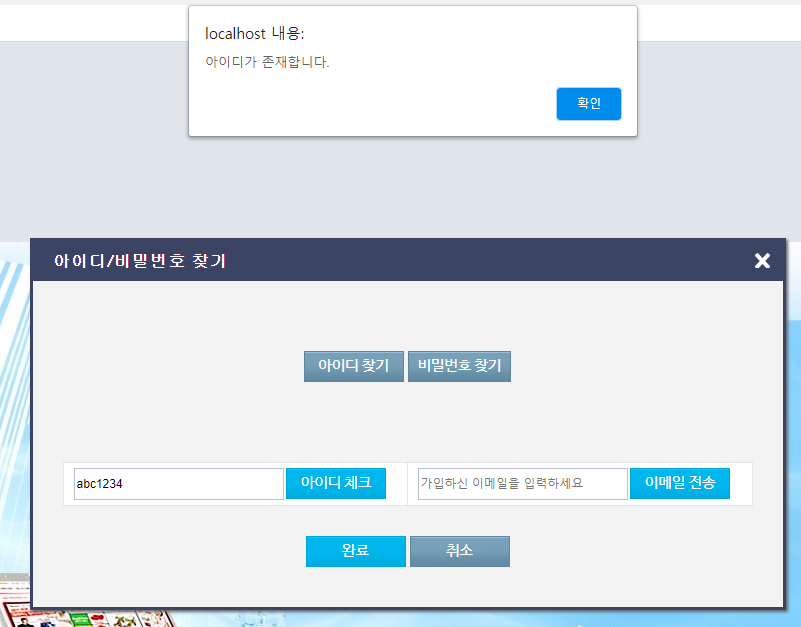 localhost 내용:
아이디가 존재합니다.
확인
아이디/비밀번호 찾기
아이디 찾기 비밀번호 찾기
abc1234 아이디 체크 가입하신 이메일을 입력하세요 이메일 전송
완료 취소